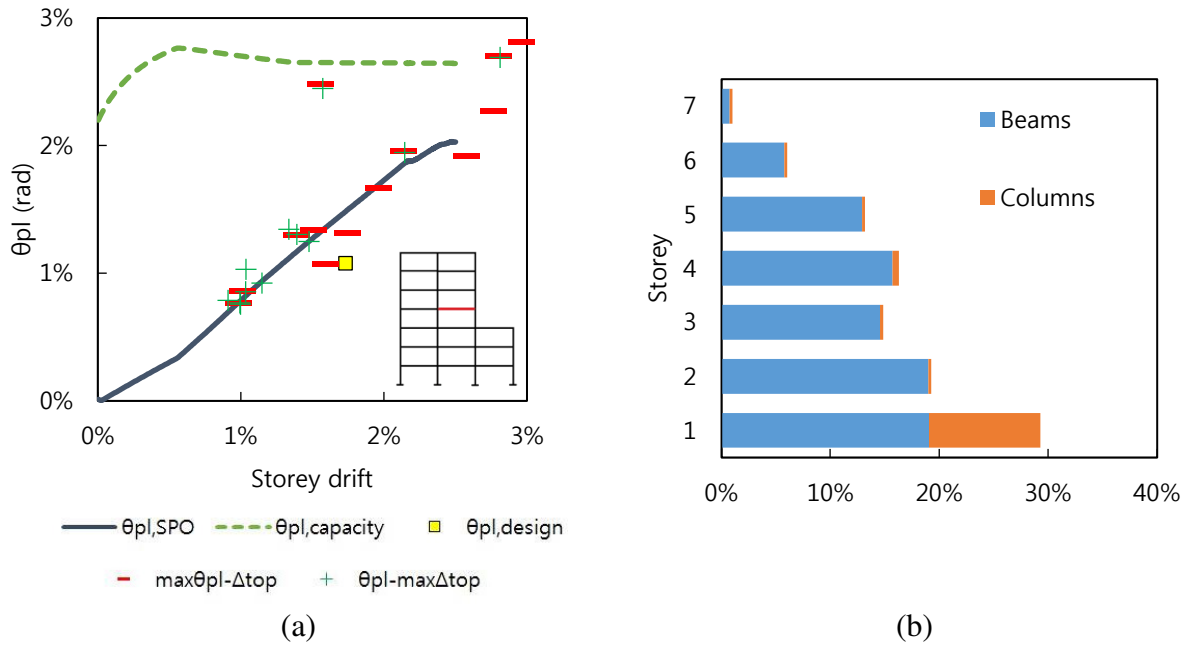 3%
2%
1%
0%
θpl (rad)
0%
1%
2%
3%
Storey drift
θpl,SPO
θpl,capacity
θpl,design
maxθpl-Δtop
θpl-maxΔtop
(a)
Storey
7
6
5
4
3
2
1
Beams
Columns
0%
10%
20%
30%
40%
(b)